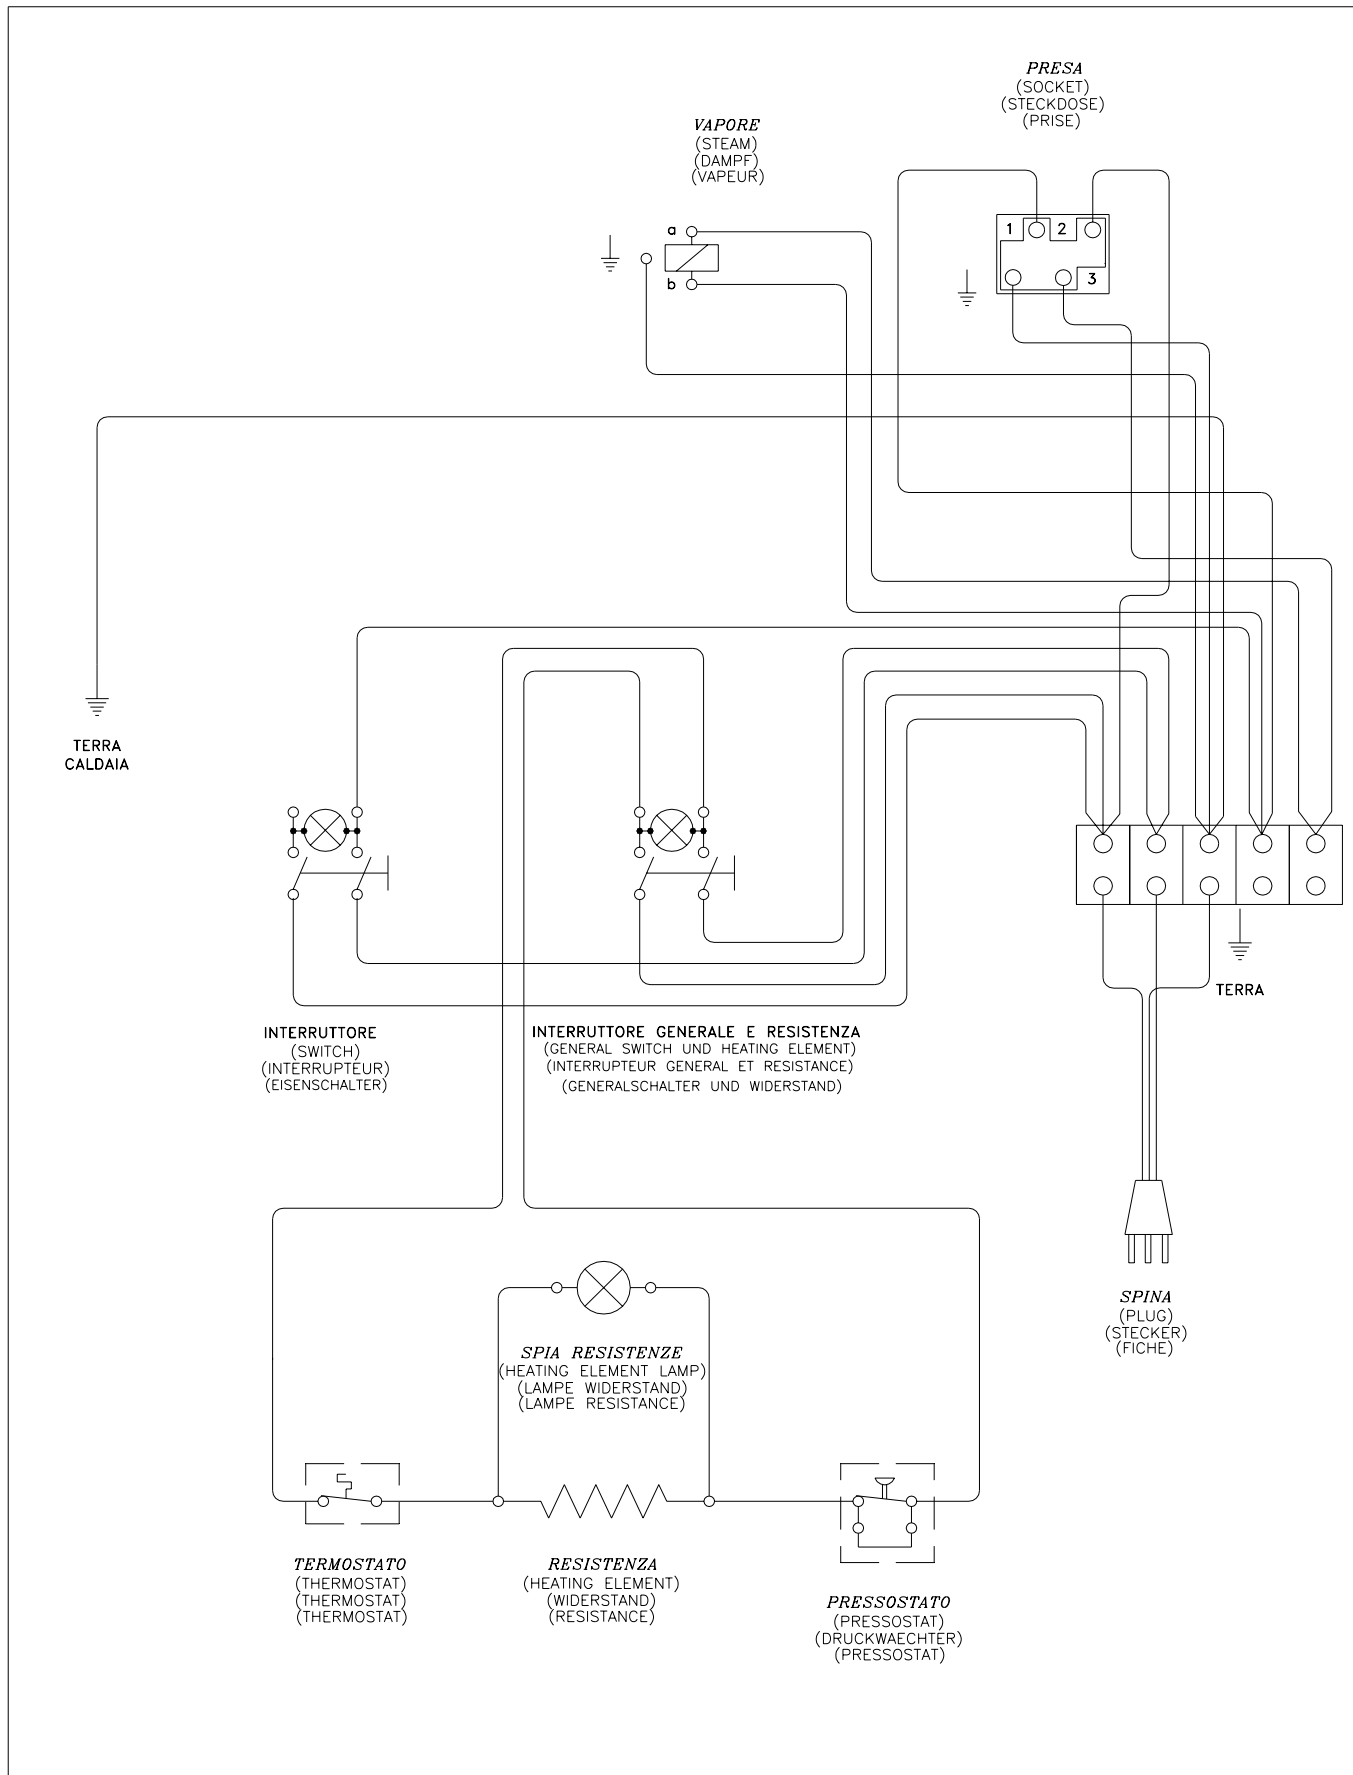 PRESA
(SOCKET)
(STECKDOSE)
(PRISE)
VAPORE
(STEAM)
(DAMPF)
(VAPEUR)
a
b
1
2
3
TERRA
CALDAIA
TERRA
INTERRUTTORE
(SWITCH)
(INTERRUPTEUR)
(EISENSCHALTER)
INTERRUTTORE GENERALE E RESISTENZA
(GENERAL SWITCH UND HEATING ELEMENT)
(INTERRUPTEUR GENERAL ET RESISTANCE)
(GENERALSCHALTER UND WIDERSTAND)
SPINA
(PLUG)
(STECKER)
(FICHE)
SPIA RESISTENZE
(HEATING ELEMENT LAMP)
(LAMPE WIDERSTAND)
(LAMPE RESISTANCE)
TERMOSTATO
(THERMOSTAT)
(THERMOSTAT)
(THERMOSTAT)
RESISTENZA
(HEATING ELEMENT)
(WIDERSTAND)
(RESISTANCE)
PRESSOSTATO
(PRESSOSTAT)
(DRUCKWAECHTER)
(PRESSOSTAT)